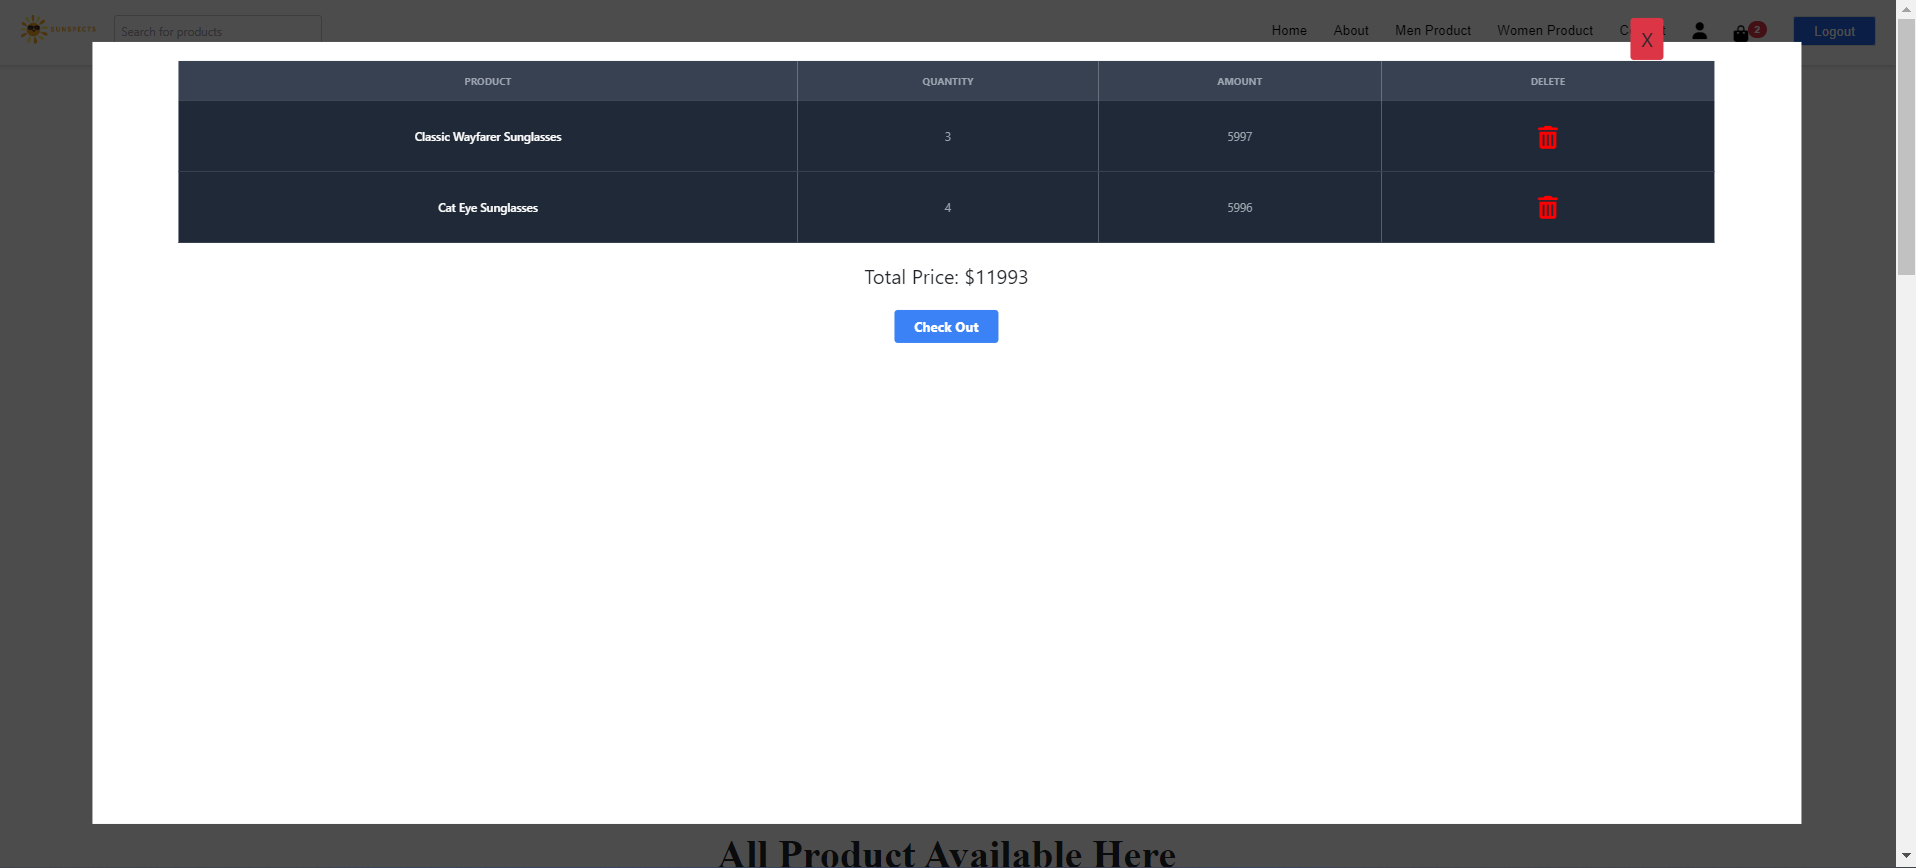 SUNSPECTS
Search for products
Home About Men Product Women Product
X
2
Logout
PRODUCT QUANTITY AMOUNT DELETE
Classic Wayfarer Sunglasses 3 5997
Cat Eye Sunglasses 4 5996
Total Price: $11993
Check Out
All Product Available Here